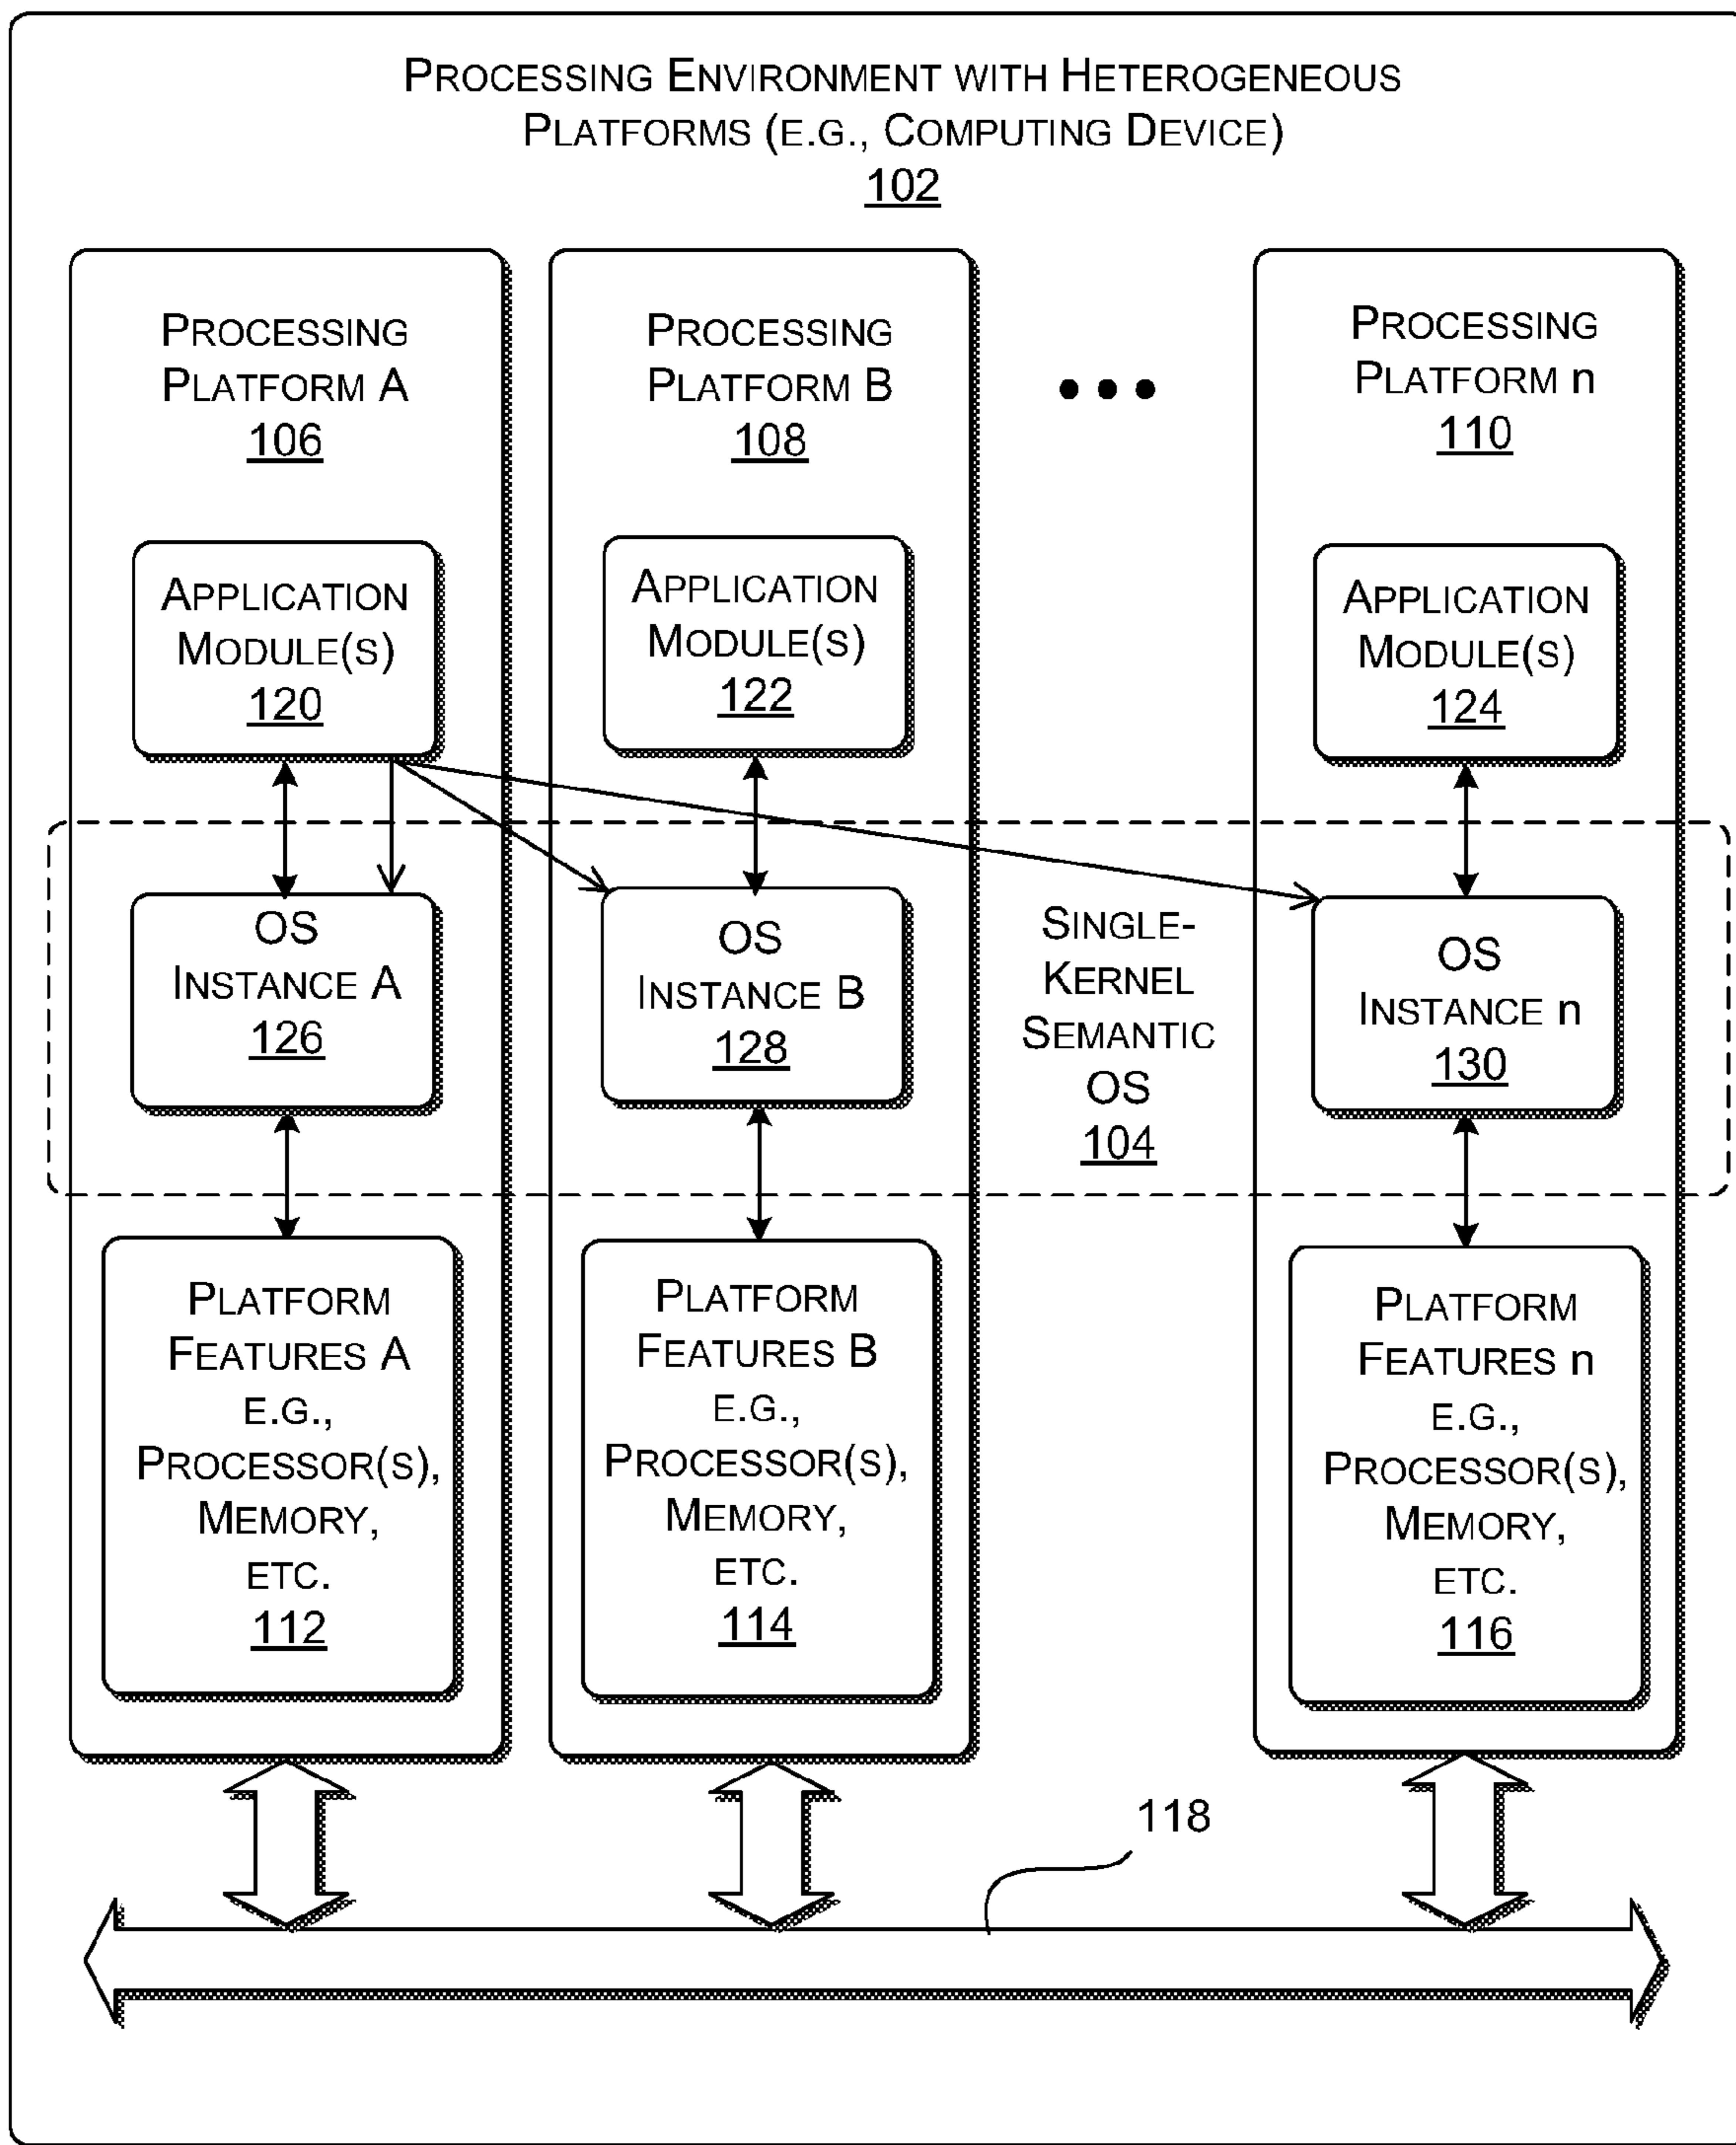 PROCESSING ENVIRONMENT WITH HETEROGENEOUS
PLATFORMS (E.G., COMPUTING DEVICE)
102
PROCESSING
PLATFORM A
106
APPLICATION
MODULE(S)
120
OS
INSTANCE A
126
PLATFORM
FEATURES A
E.G.,
PROCESSOR(S),
MEMORY,
ETC.
112
PROCESSING
PLATFORM B
108
APPLICATION
MODULE(S)
122
OS
INSTANCE B
128
PLATFORM
FEATURES B
E.G.,
PROCESSOR(S),
MEMORY,
ETC.
114
SINGLE-
KERNEL
SEMANTIC
OS
104
PROCESSING
PLATFORM n
110
APPLICATION
MODULE(S)
124
OS
INSTANCE n
130
PLATFORM
FEATURES n
E.G.,
PROCESSOR(S),
MEMORY,
ETC.
116
118